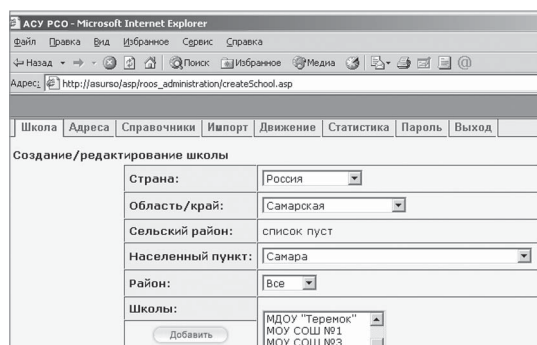 АСУ РСО - Microsoft Internet Explorer
Файл Правка Вид Избранное Сервис Справка
Назад Поиск Избранное Медиа
Адрес: http://asurso/asp/roos_administration/createSchool.asp
Школа Адреса Справочники Импорт Движение Статистика Пароль Выход
Создание/редактирование школы
Страна: Россия
Область/край: Самарская
Сельский район: список пуст
Населенный пункт: Самара
Район: Все
Школы:
МДОУ "Теремок"
Добавить МОУ СОШ №1
МОУ СОШ №3